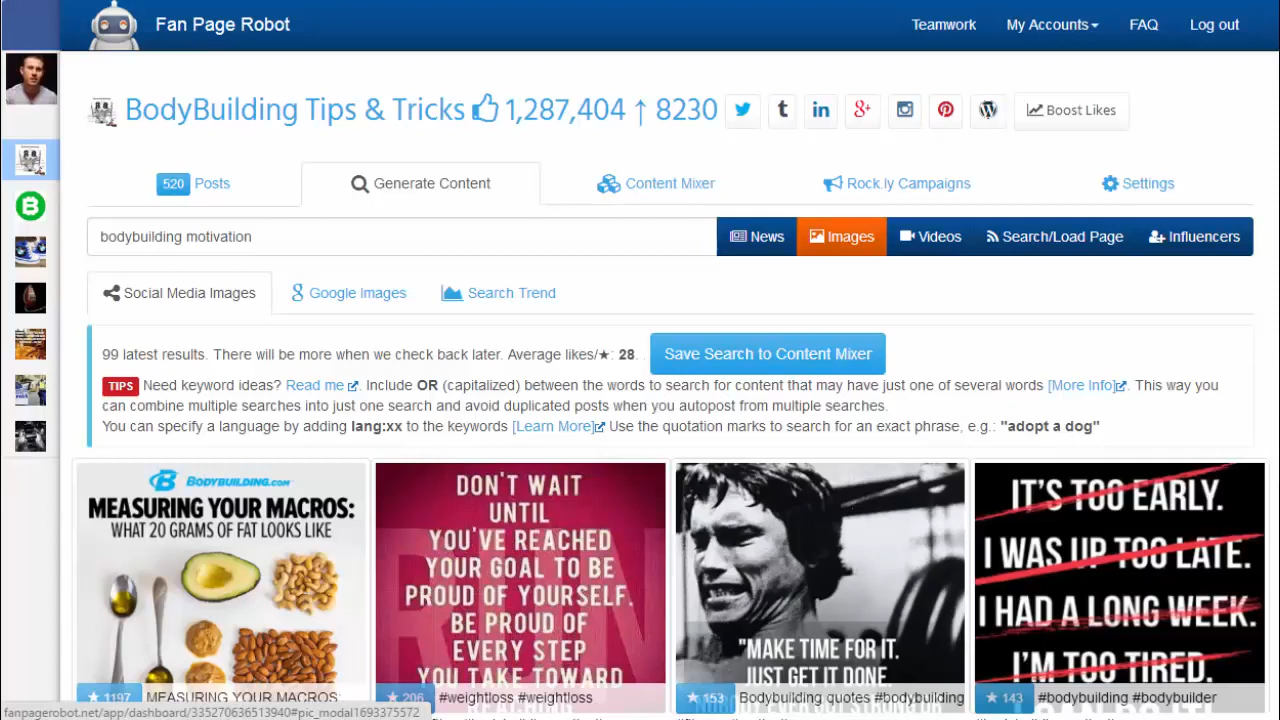 Fan Page Robot
Teamwork
My Accounts
FAQ
Log out
BodyBuilding Tips & Tricks 1,287,404 ↑ 8230
Boost Likes
520 Posts
Generate Content
Content Mixer
Rock.ly Campaigns
Settings
bodybuilding motivation
News
Images
Videos
Search/Load Page
Influencers
Social Media Images
Google Images
Search Trend
99 latest results. There will be more when we check back later. Average likes/★: 28.
Save Search to Content Mixer
TIPS Need keyword ideas? Read me. Include OR (capitalized) between the words to search for content that may have just one of several words [More Info]. This way you
can combine multiple searches into just one search and avoid duplicated posts when you autopost from multiple searches.
You can specify a language by adding lang:xx to the keywords [Learn More] Use the quotation marks to search for an exact phrase, e.g.: "adopt a dog"
BODYBUILDING.COM
MEASURING YOUR MACROS:
WHAT 20 GRAMS OF FAT LOOKS LIKE
★ 1197 MEASURING YOUR MACROS:
DON'T WAIT
UNTIL
YOU'VE REACHED
YOUR GOAL TO BE
PROUD OF YOURSELF.
BE PROUD OF
EVERY STEP
YOU TAKE TOWARD
★ 206 #weightloss #weightloss
"MAKE TIME FOR IT.
JUST GET IT DONE.
★ 153 Bodybuilding quotes #bodybuilding
IT'S TOO EARLY.
I WAS UP TOO LATE.
I HAD A LONG WEEK.
I'M TOO TIRED.
★ 143 #bodybuilding #bodybuilder
fanpagerobot.net/app/dashboard/335270636513940#pic_modal1693375572